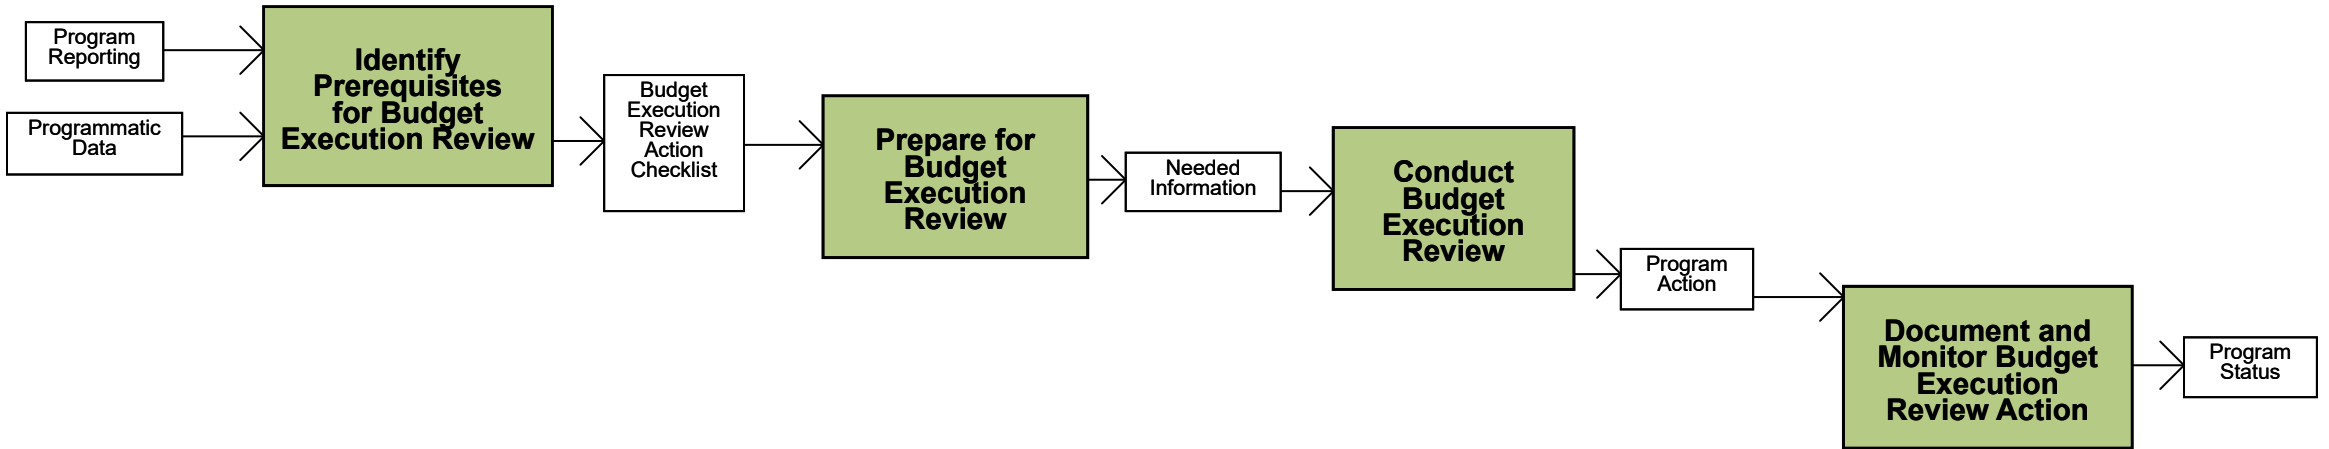 Program
Reporting
Programmatic
Data
Identify
Prerequisites
for Budget
Execution Review
Budget
Execution
Review
Action
Checklist
Prepare for
Budget
Execution
Review
Needed
Information
Conduct
Budget
Execution
Review
Program
Action
Document and
Monitor Budget
Execution
Review Action
Program
Status